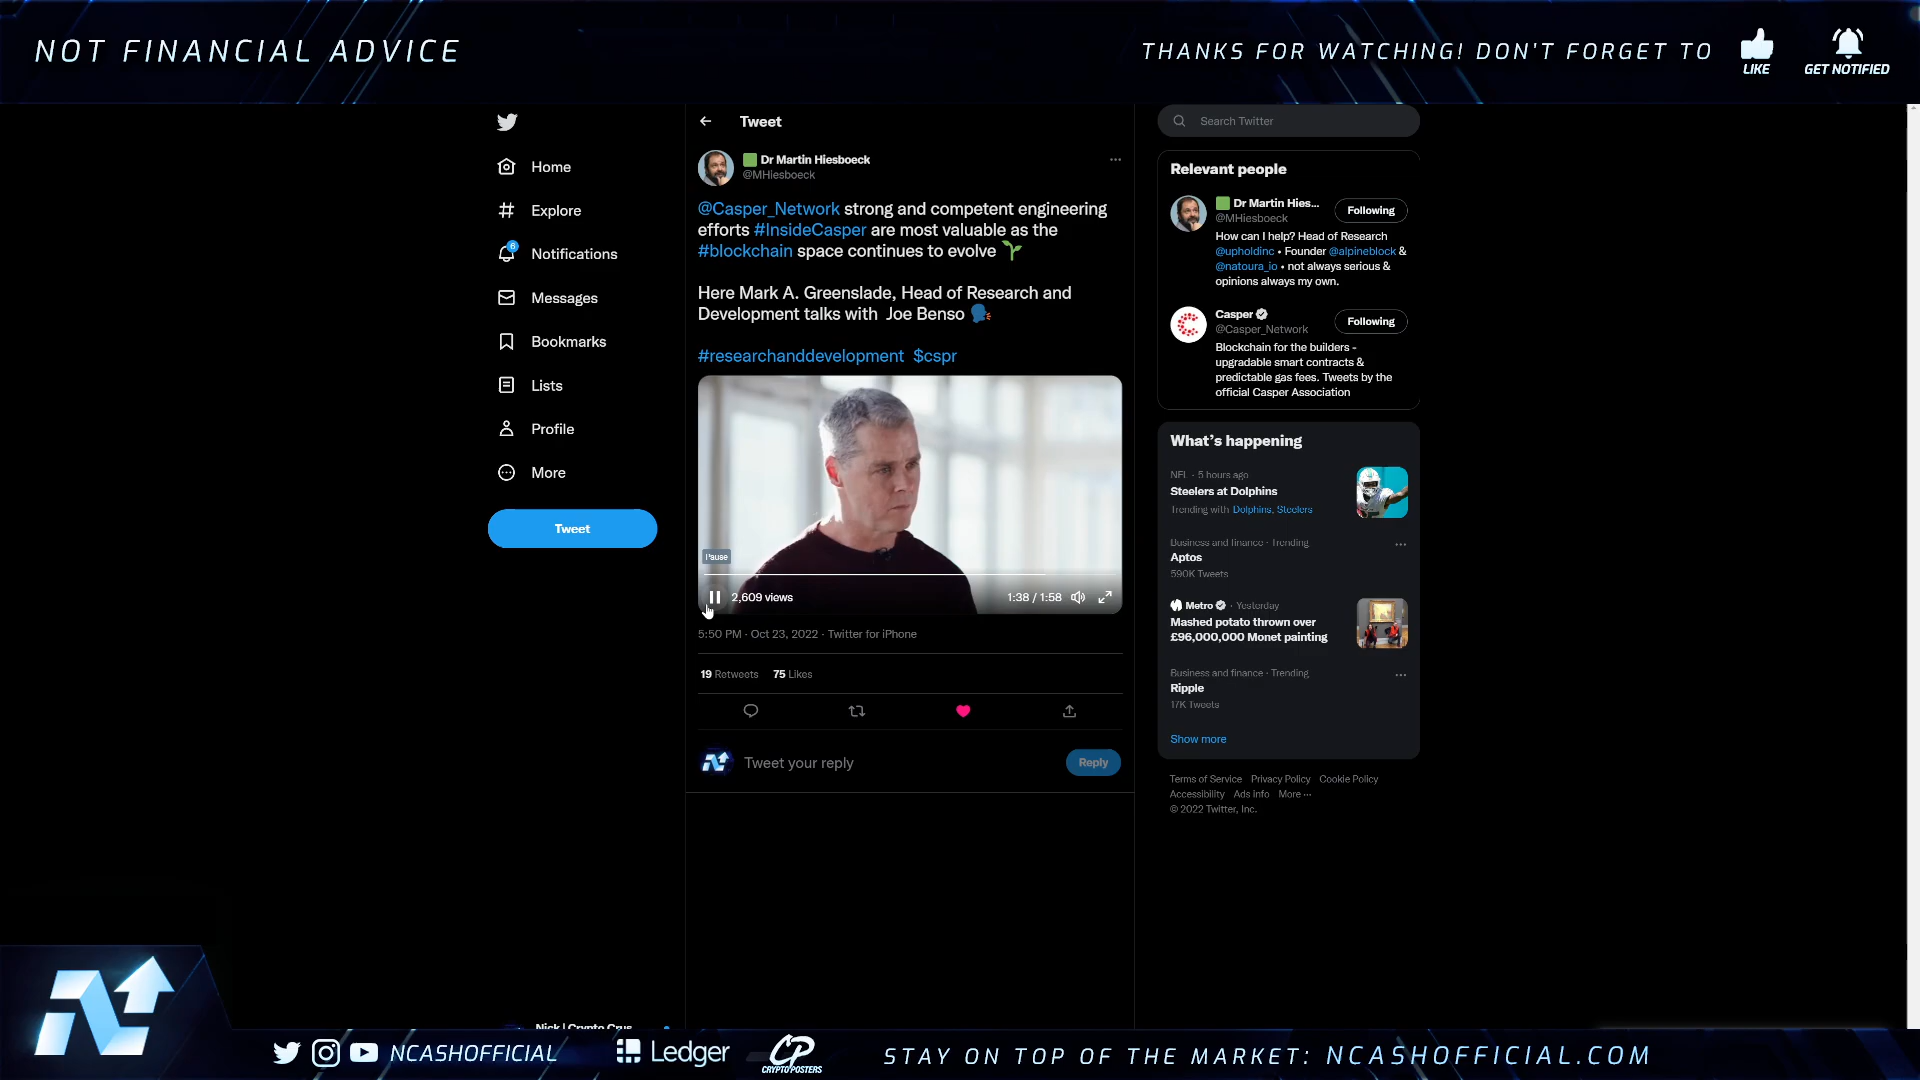 NOT FINANCIAL ADVICE
THANKS FOR WATCHING! DON'T FORGET TO
LIKE
GET NOTIFIED
Home
Explore
6
Notifications
Messages
Bookmarks
Lists
Profile
More
Tweet
Tweet
Dr Martin Hiesboeck
@MHiesboeck
@Casper_Network strong and competent engineering
efforts #InsideCasper are most valuable as the
#blockchain space continues to evolve
Here Mark A. Greenslade, Head of Research and
Development talks with Joe Benso
#researchanddevelopment $cspr
Pause
2,609 views
1:38 / 1:58
5:50 PM · Oct 23, 2022 · Twitter for iPhone
19 Retweets 75 Likes
Tweet your reply
Reply
Search Twitter
Relevant people
Dr Martin Hies...
@MHiesboeck
Following
How can I help? Head of Research
@upholdinc • Founder @alpineblock &
@natoura_io • not always serious &
opinions always my own.
Casper
@Casper_Network
Following
Blockchain for the builders -
upgradable smart contracts &
predictable gas fees. Tweets by the
official Casper Association
What's happening
NFL · 5 hours ago
Steelers at Dolphins
Trending with Dolphins, Steelers
Business and finance · Trending
Aptos
590K Tweets
Metro · Yesterday
Mashed potato thrown over
£96,000,000 Monet painting
Business and finance · Trending
Ripple
17K Tweets
Show more
Terms of Service Privacy Policy Cookie Policy
Accessibility Ads info More ···
© 2022 Twitter, Inc.
Nick | Crypto Crus
NCASHOFFICIAL
Ledger
CP
CRYPTOPOSTERS
STAY ON TOP OF THE MARKET: NCASHOFFICIAL.COM